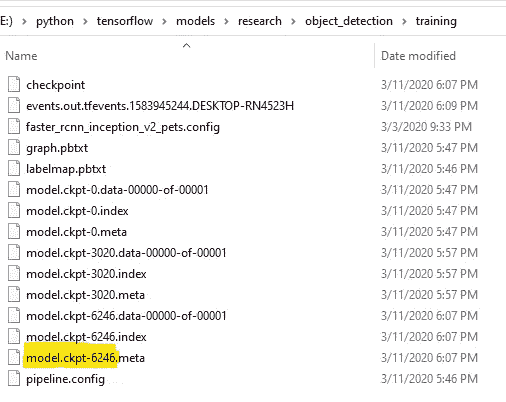 E:) > python > tensorflow > models > research > object_detection > training
Name Date modified
checkpoint 3/11/2020 6:07 PM
events.out.tfevents.1583945244.DESKTOP-RN4523H 3/11/2020 6:09 PM
faster_rcnn_inception_v2_pets.config 3/3/2020 9:33 PM
graph.pbtxt 3/11/2020 5:47 PM
labelmap.pbtxt 3/11/2020 5:46 PM
model.ckpt-0.data-00000-of-00001 3/11/2020 5:47 PM
model.ckpt-0.index 3/11/2020 5:47 PM
model.ckpt-0.meta 3/11/2020 5:47 PM
model.ckpt-3020.data-00000-of-00001 3/11/2020 5:57 PM
model.ckpt-3020.index 3/11/2020 5:57 PM
model.ckpt-3020.meta 3/11/2020 5:57 PM
model.ckpt-6246.data-00000-of-00001 3/11/2020 6:07 PM
model.ckpt-6246.index 3/11/2020 6:07 PM
model.ckpt-6246.meta 3/11/2020 6:07 PM
pipeline.config 3/11/2020 5:46 PM